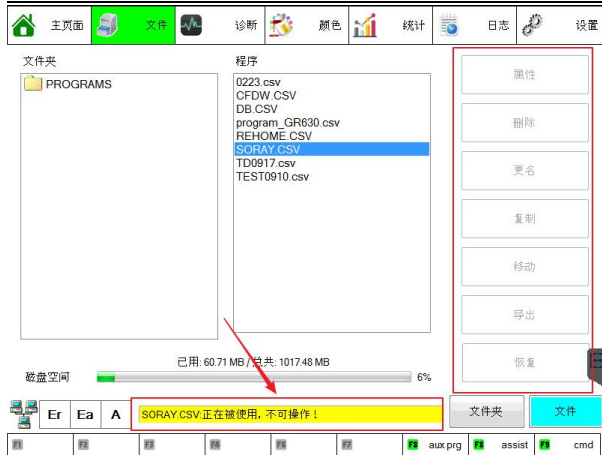 主页面 文件 诊断 颜色 统计 日志 设置
文件夹 程序
PROGRAMS
0223.csv
CFDW.CSV
DB.CSV
program_GR630.csv
REHOME.CSV
SORAY.CSV
TD0917.csv
TEST0910.csv
属性
删除
更名
复制
移动
导出
恢复
已用: 60.71 MB / 总共: 1017.48 MB
磁盘空间 6%
Er Ea A SORAY.CSV:正在被使用, 不可操作！ 文件夹 文件
F1 F2 F3 F4 F5 F7 F8 aux prg F8 assist F9 cmd